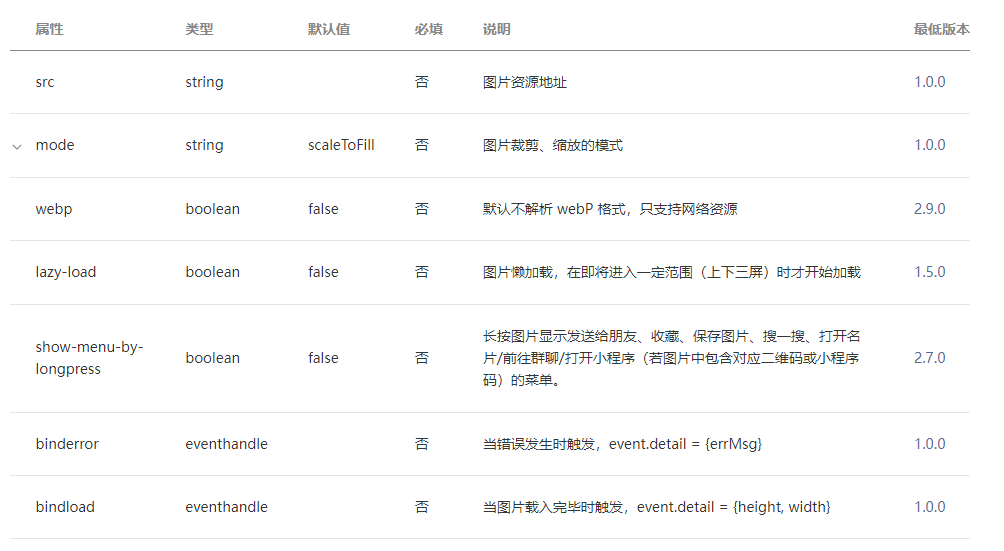 属性 类型 默认值 必填 说明 最低版本
src string 否 图片资源地址 1.0.0
mode string scaleToFill 否 图片裁剪、缩放的模式 1.0.0
webp boolean false 否 默认不解析 webP 格式，只支持网络资源 2.9.0
lazy-load boolean false 否 图片懒加载，在即将进入一定范围（上下三屏）时才开始加载 1.5.0
show-menu-by-
longpress boolean false 否 长按图片显示发送给朋友、收藏、保存图片、搜一搜、打开名
片/前往群聊/打开小程序（若图片中包含对应二维码或小程序
码）的菜单。 2.7.0
binderror eventhandle 否 当错误发生时触发，event.detail = {errMsg} 1.0.0
bindload eventhandle 否 当图片载入完毕时触发，event.detail = {height, width} 1.0.0